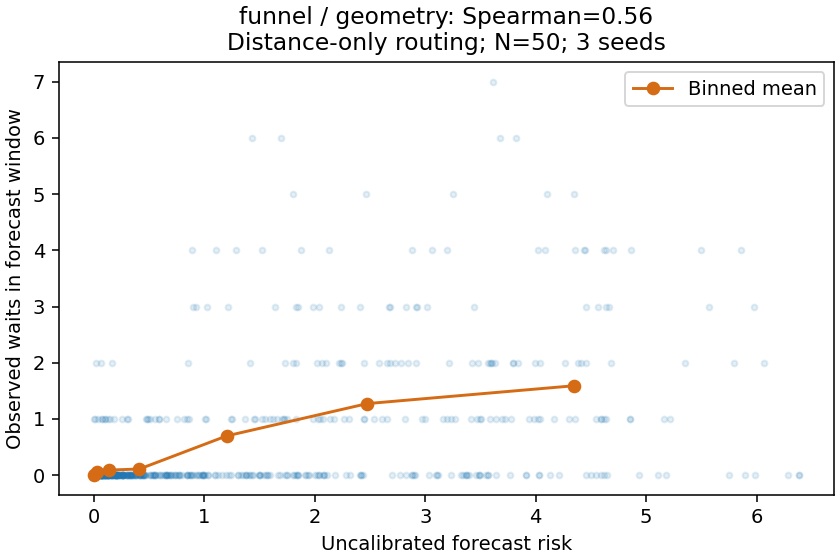 funnel / geometry: Spearman=0.56
Distance-only routing; N=50; 3 seeds
Binned mean
Observed waits in forecast window
7
6
5
4
3
2
1
0
0 1 2 3 4 5 6
Uncalibrated forecast risk